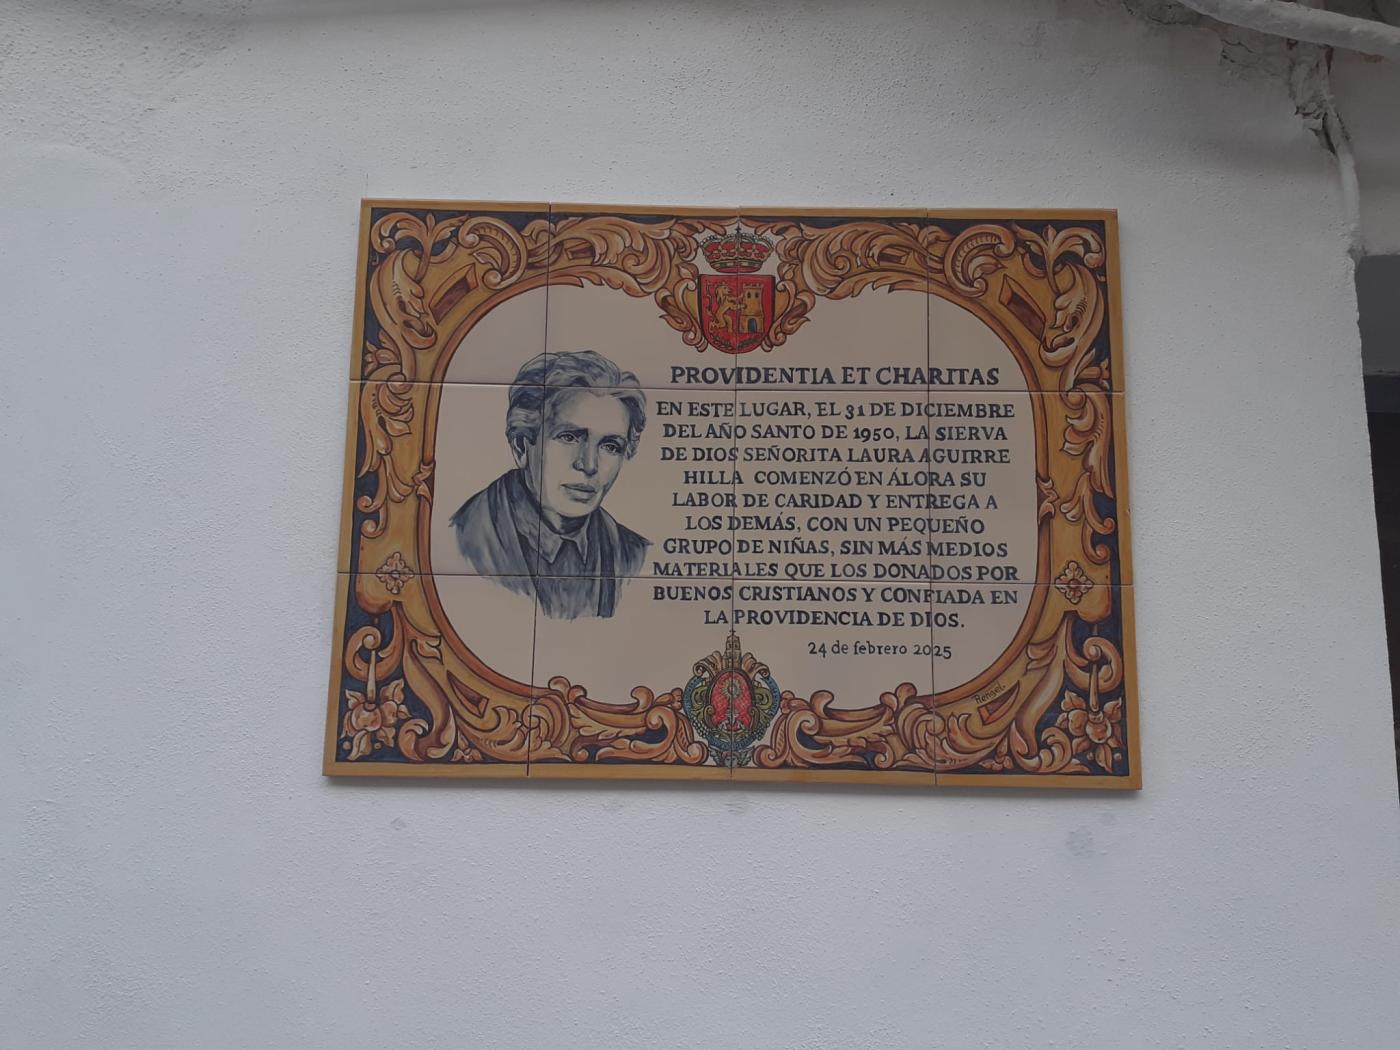 PROVIDENTIA ET CHARITAS
EN ESTE LUGAR, EL 31 DE DICIEMBRE
DEL AÑO SANTO DE 1950, LA SIERVA
DE DIOS SEÑORITA LAURA AGUIRRE
HILLA COMENZÓ EN ÁLORA SU
LABOR DE CARIDAD Y ENTREGA A
LOS DEMÁS, CON UN PEQUEÑO
GRUPO DE NIÑAS, SIN MÁS MEDIOS
MATERIALES QUE LOS DONADOS POR
BUENOS CRISTIANOS Y CONFIADA EN
LA PROVIDENCIA DE DIOS.
24 de febrero 2025
Rengel.